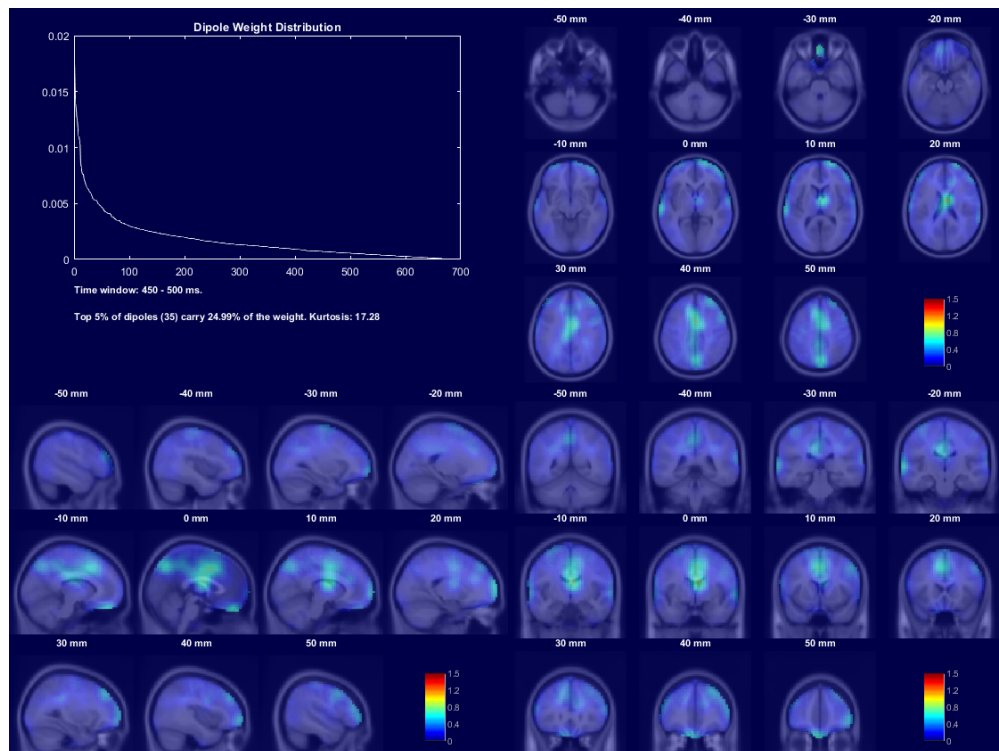 Dipole Weight Distribution
0.02
0.015
0.01
0.005
0
0 100 200 300 400 500 600 700
Time window: 450 - 500 ms.
Top 5% of dipoles (35) carry 24.99% of the weight. Kurtosis: 17.28
-50 mm -40 mm -30 mm -20 mm
-10 mm 0 mm 10 mm 20 mm
30 mm 40 mm 50 mm
1.5
1.2
0.8
0.4
0
-50 mm -40 mm -30 mm -20 mm
-10 mm 0 mm 10 mm 20 mm
30 mm 40 mm 50 mm
1.5
1.2
0.8
0.4
0
-50 mm -40 mm -30 mm -20 mm
-10 mm 0 mm 10 mm 20 mm
30 mm 40 mm 50 mm
1.5
1.2
0.8
0.4
0